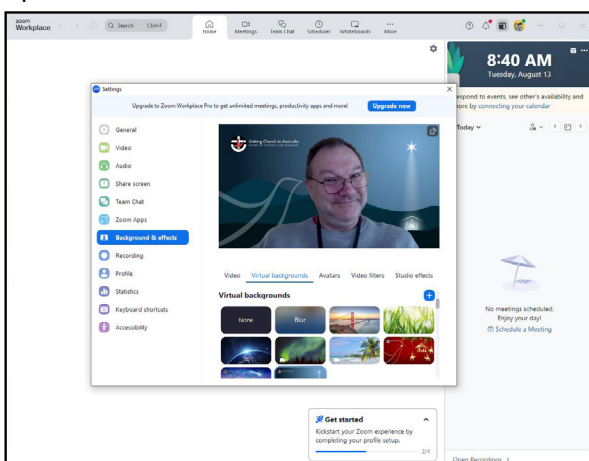 zoom
Workplace
Search Ctrl+F
Home
Meetings
Team Chat
Scheduler
Whiteboards
More
8:40 AM
Tuesday, August 13
espond to events, see other's availability and
ore by connecting your calendar
Today
Settings
Upgrade to Zoom Workplace Pro to get unlimited meetings, productivity apps and more!
Upgrade now
General
Video
Audio
Share screen
Team Chat
Zoom Apps
Background & effects
Recording
Profile
Statistics
Keyboard shortcuts
Accessibility
Uniting Church in Australia
Video
Virtual backgrounds
Avatars
Video filters
Studio effects
Virtual backgrounds
None
Blur
No meetings scheduled.
Enjoy your day!
Schedule a Meeting
Get started
Kickstart your Zoom experience by
completing your profile setup.
2/4
Open Recordings